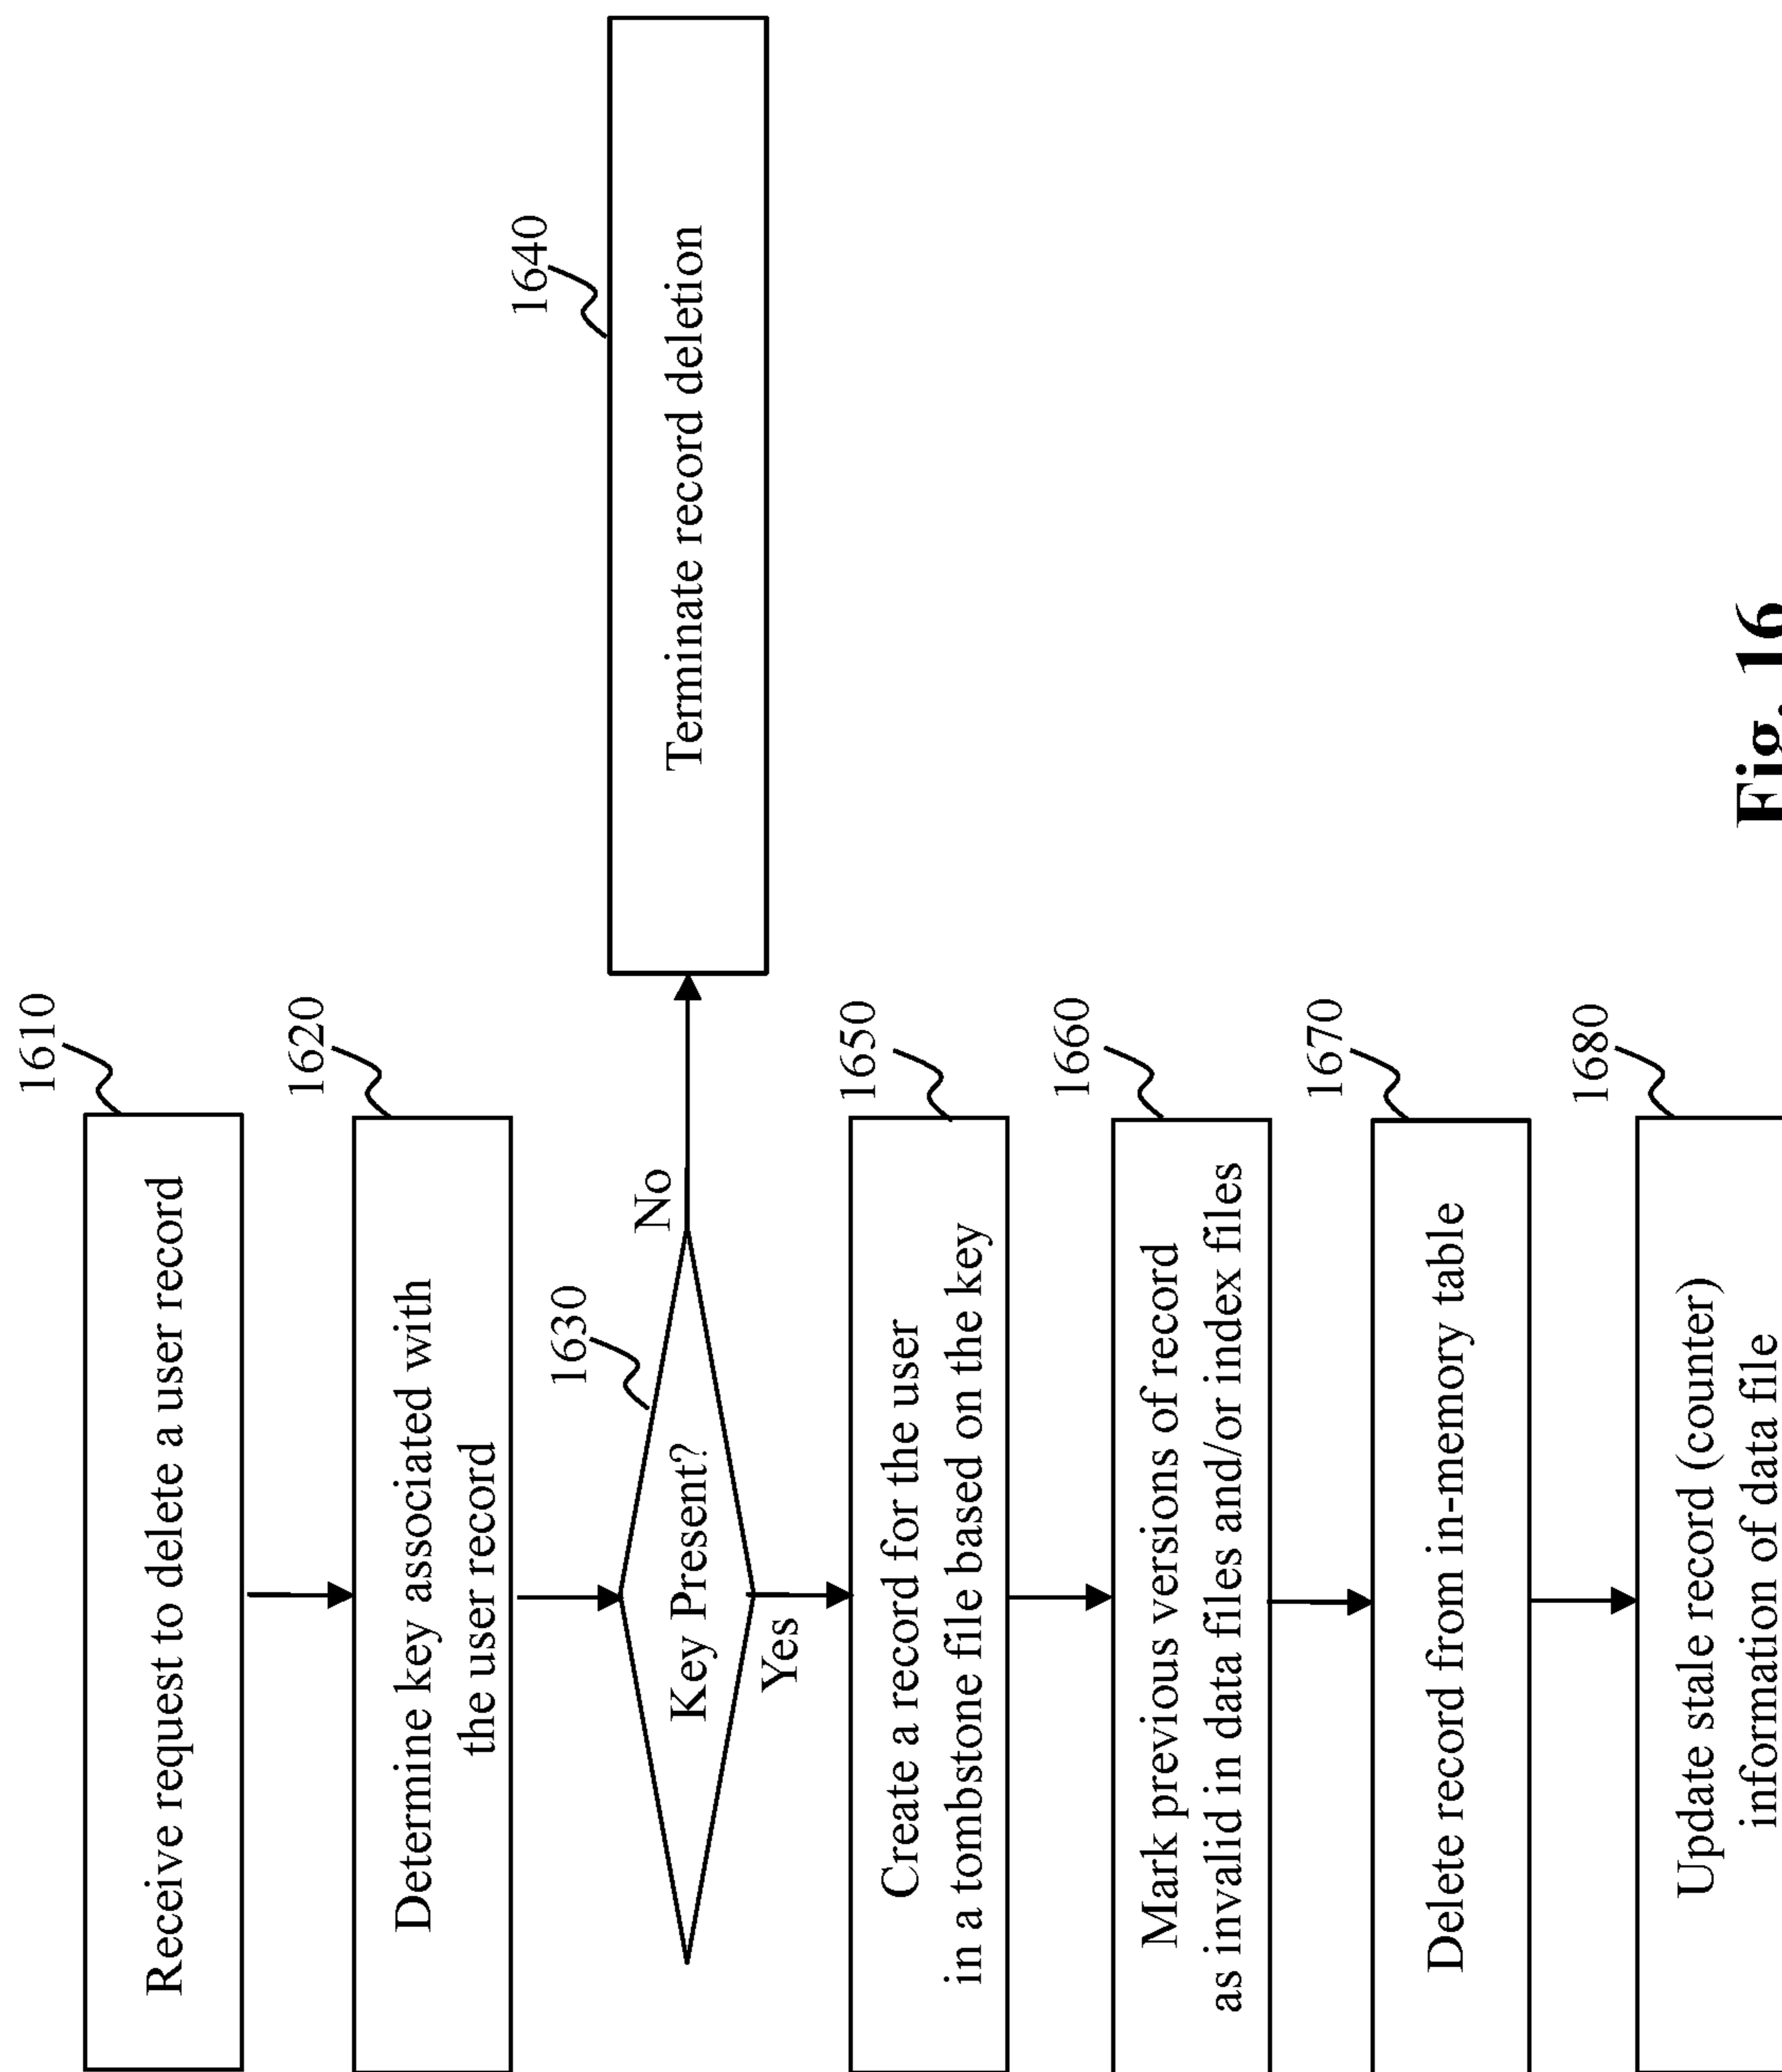 1610
Receive request to delete a user record
1620
Determine key associated with
the user record
1630
Key Present?
No
1640
Terminate record deletion
Yes
1650
Create a record for the user
in a tombstone file based on the key
1660
Mark previous versions of record
as invalid in data files and/or index files
1670
Delete record from in-memory table
1680
Update stale record (counter)
information of data file
Fig. 16